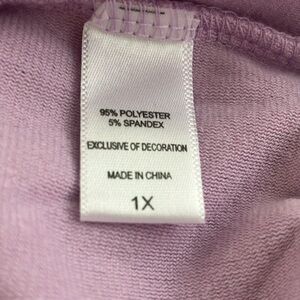 95% POLYESTER
5% SPANDEX
EXCLUSIVE OF DECORATION
MADE IN CHINA
1X